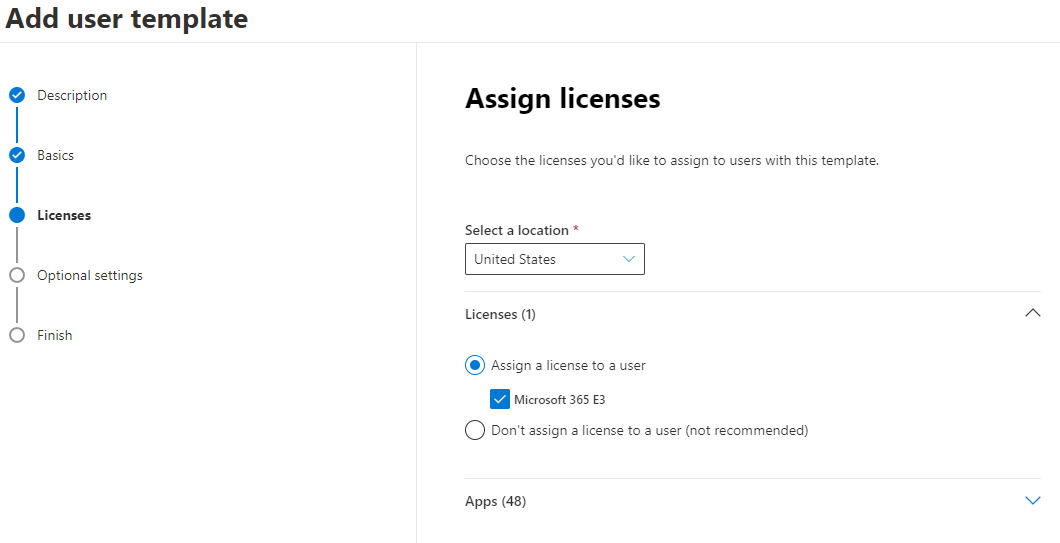 Add user template
Description
Basics
Licenses
Optional settings
Finish
Assign licenses
Choose the licenses you'd like to assign to users with this template.
Select a location *
United States
Licenses (1)
Assign a license to a user
Microsoft 365 E3
Don't assign a license to a user (not recommended)
Apps (48)